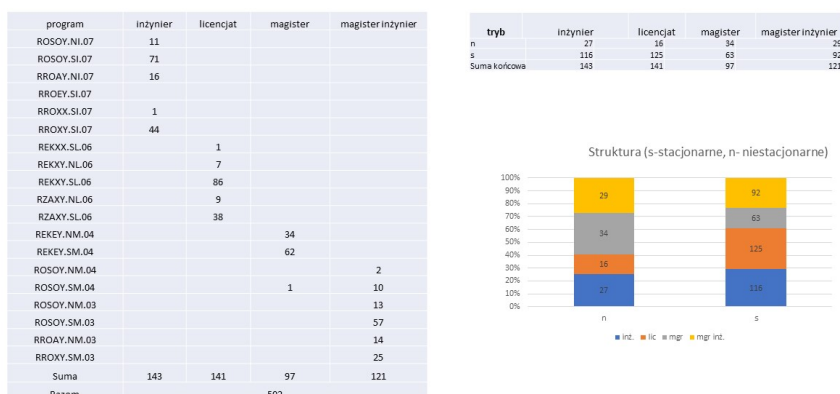 program inżynier licencjat magister magister inżynier
ROSOY.NI.07 11
ROSOY.SI.07 71
RROAY.NI.07 16
RROEY.SI.07
RROXX.SI.07 1
RROXY.SI.07 44
REKXX.SL.06 1
REKXY.NL.06 7
REKXY.SL.06 86
RZAXY.NL.06 9
RZAXY.SL.06 38
REKEY.NM.04 34
REKEY.SM.04 62
ROSOY.NM.04 2
ROSOY.SM.04 1 10
ROSOY.NM.03 13
ROSOY.SM.03 57
RROAY.NM.03 14
RROXY.SM.03 25
Suma 143 141 97 121
Razem 502
tryb inżynier licencjat magister magister inżynier
n 27 16 34 29
s 116 125 63 92
Suma końcowa 143 141 97 121
Struktura (s-stacjonarne, n- niestacjonarne)
100%
90%
80%
70%
60%
50%
40%
30%
20%
10%
0%
29
34
16
27
92
63
125
116
n s
inż. lic mgr mgr inż.